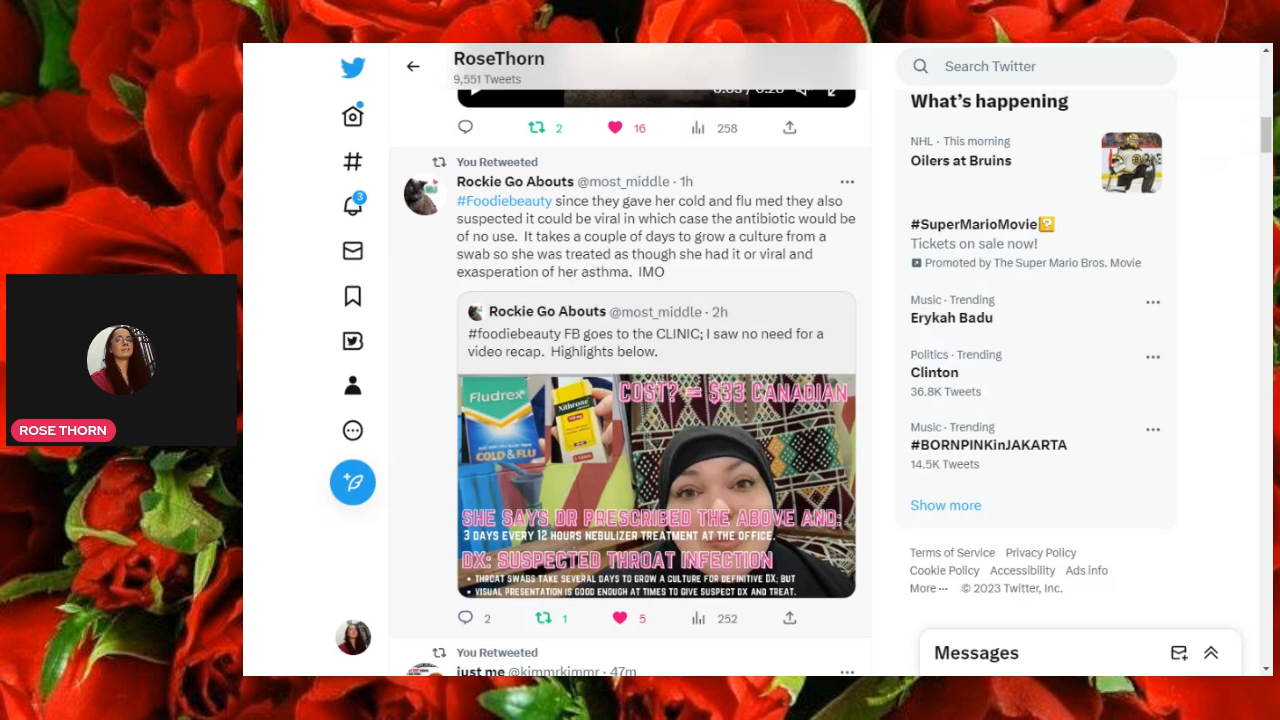 RoseThorn
9,551 Tweets
2
16
258
You Retweeted
Rockie Go Abouts @most_middle · 1h
#Foodiebeauty since they gave her cold and flu med they also
suspected it could be viral in which case the antibiotic would be
of no use. It takes a couple of days to grow a culture from a
swab so she was treated as though she had it or viral and
exasperation of her asthma. IMO
Rockie Go Abouts @most_middle · 2h
#foodiebeauty FB goes to the CLINIC; I saw no need for a
video recap. Highlights below.
COST? = $33 CANADIAN
Fludrex
Xithrone
COLD & FLU
SHE SAYS DR PRESCRIBED THE ABOVE AND:
3 DAYS EVERY 12 HOURS NEBULIZER TREATMENT AT THE OFFICE.
DX: SUSPECTED THROAT INFECTION
• THROAT SWABS TAKE SEVERAL DAYS TO GROW A CULTURE FOR DEFINITIVE DX; BUT
• VISUAL PRESENTATION IS GOOD ENOUGH AT TIMES TO GIVE SUSPECT DX AND TREAT.
2
1
5
252
You Retweeted
just me @kimmrkimmr · 47m
3
ROSE THORN
Search Twitter
What's happening
NHL · This morning
Oilers at Bruins
#SuperMarioMovie
Tickets on sale now!
Promoted by The Super Mario Bros. Movie
Music · Trending
Erykah Badu
Politics · Trending
Clinton
36.8K Tweets
Music · Trending
#BORNPINKinJAKARTA
14.5K Tweets
Show more
Terms of Service Privacy Policy
Cookie Policy Accessibility Ads info
More ··· © 2023 Twitter, Inc.
Messages